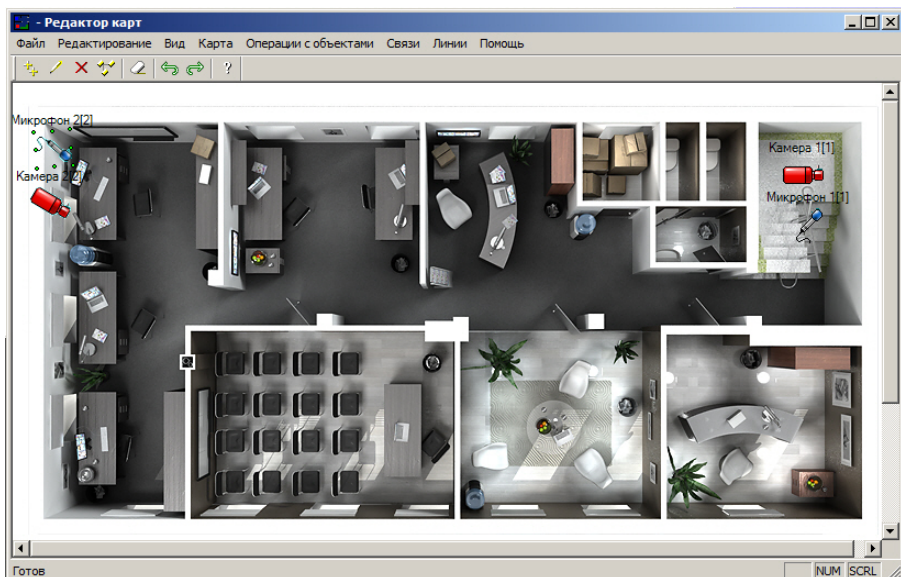 - Редактор карт
Файл Редактирование Вид Карта Операции с объектами Связи Линии Помощь
?
Микрофон 2[2]
Камера 2[2]
Камера 1[1]
Микрофон 1[1]
Готов NUM SCRL